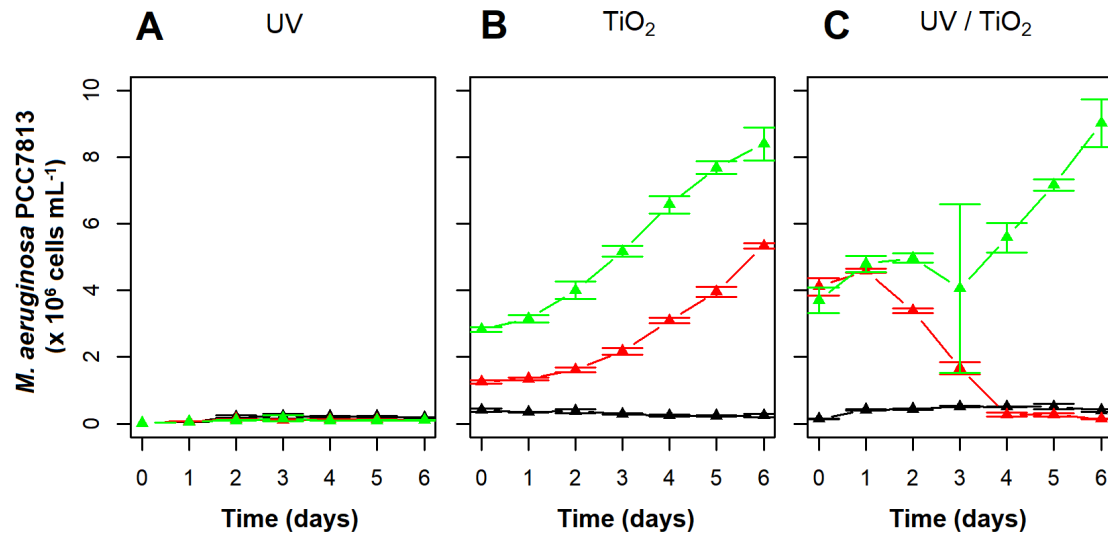 A UV B TiO₂ C UV / TiO₂
M. aeruginosa PCC7813
(x 10⁶ cells mL⁻¹)
10
8
6
4
2
0
0 1 2 3 4 5 6 0 1 2 3 4 5 6 0 1 2 3 4 5 6
Time (days) Time (days) Time (days)